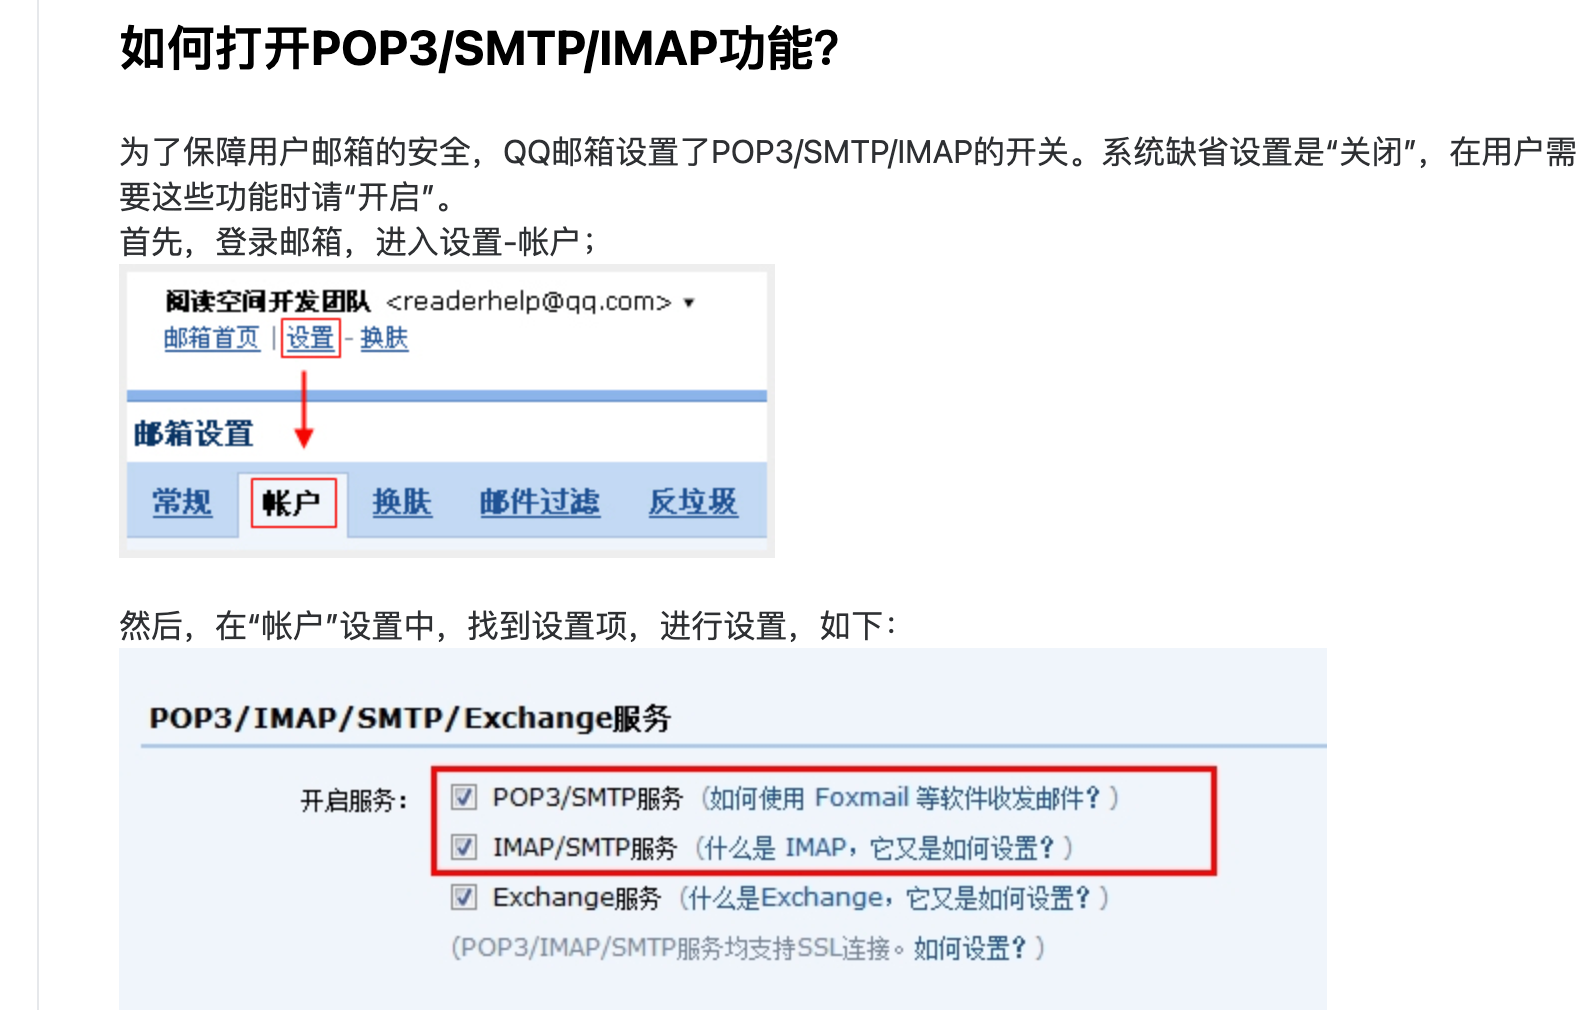 如何打开POP3/SMTP/IMAP功能?
为了保障用户邮箱的安全，QQ邮箱设置了POP3/SMTP/IMAP的开关。系统缺省设置是“关闭”，在用户需
要这些功能时请“开启”。
首先，登录邮箱，进入设置-帐户；
阅读空间开发团队 <readerhelp@qq.com> ▾
邮箱首页 | 设置 - 换肤
邮箱设置
常规 帐户 换肤 邮件过滤 反垃圾
然后，在“帐户”设置中，找到设置项，进行设置，如下：
POP3/IMAP/SMTP/Exchange服务
开启服务： POP3/SMTP服务 （如何使用 Foxmail 等软件收发邮件？）
IMAP/SMTP服务 （什么是 IMAP，它又是如何设置？）
Exchange服务 （什么是Exchange，它又是如何设置？）
(POP3/IMAP/SMTP服务均支持SSL连接。如何设置？)